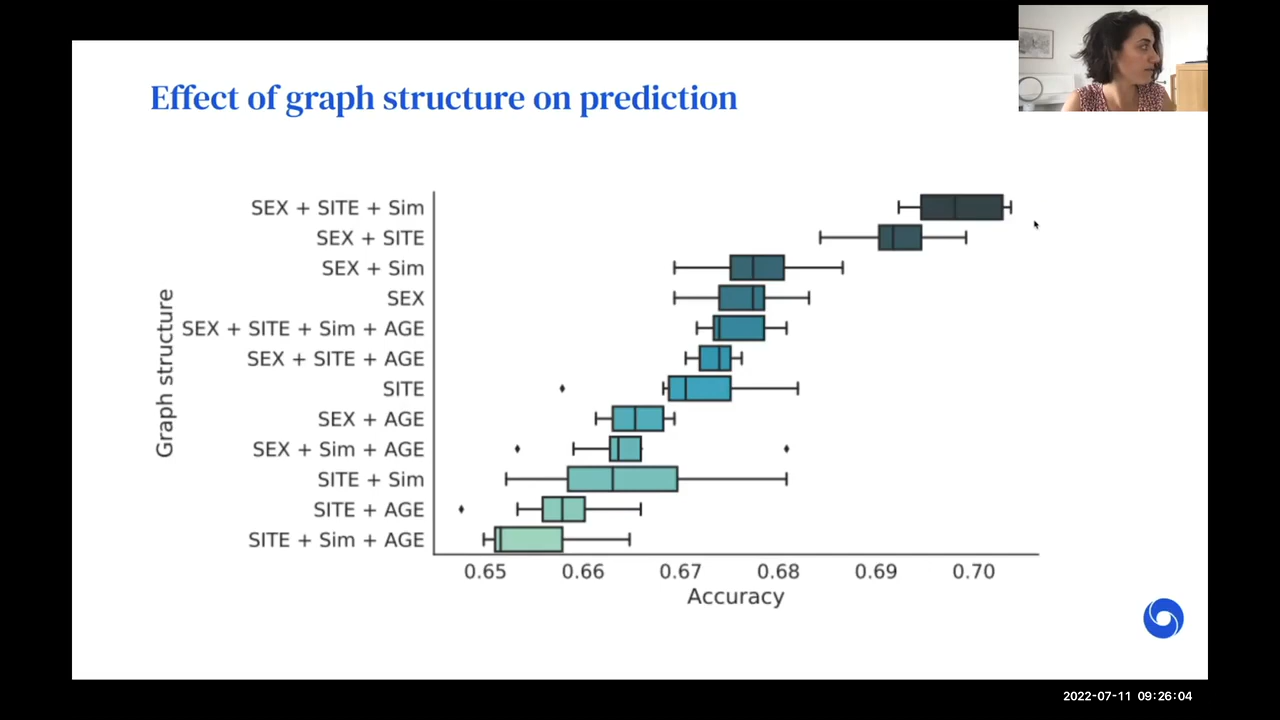 Effect of graph structure on prediction
Graph structure
SEX + SITE + Sim
SEX + SITE
SEX + Sim
SEX
SEX + SITE + Sim + AGE
SEX + SITE + AGE
SITE
SEX + AGE
SEX + Sim + AGE
SITE + Sim
SITE + AGE
SITE + Sim + AGE
0.65 0.66 0.67 0.68 0.69 0.70
Accuracy
2022-07-11 09:26:04